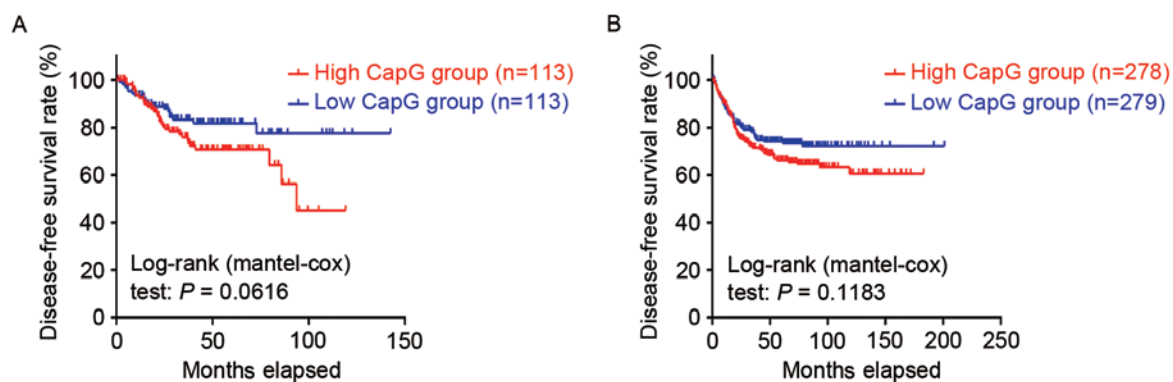 A
Disease-free survival rate (%)
100
80
60
40
20
0
High CapG group (n=113)
Low CapG group (n=113)
Log-rank (mantel-cox)
test: P = 0.0616
0 50 100 150
Months elapsed
B
Disease-free survival rate (%)
100
80
60
40
20
0
High CapG group (n=278)
Low CapG group (n=279)
Log-rank (mantel-cox)
test: P = 0.1183
0 50 100 150 200 250
Months elapsed